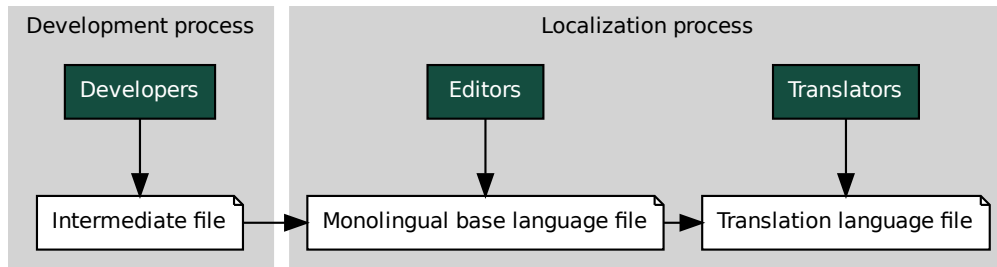 Development process
Localization process
Developers
Editors
Translators
Intermediate file
Monolingual base language file
Translation language file